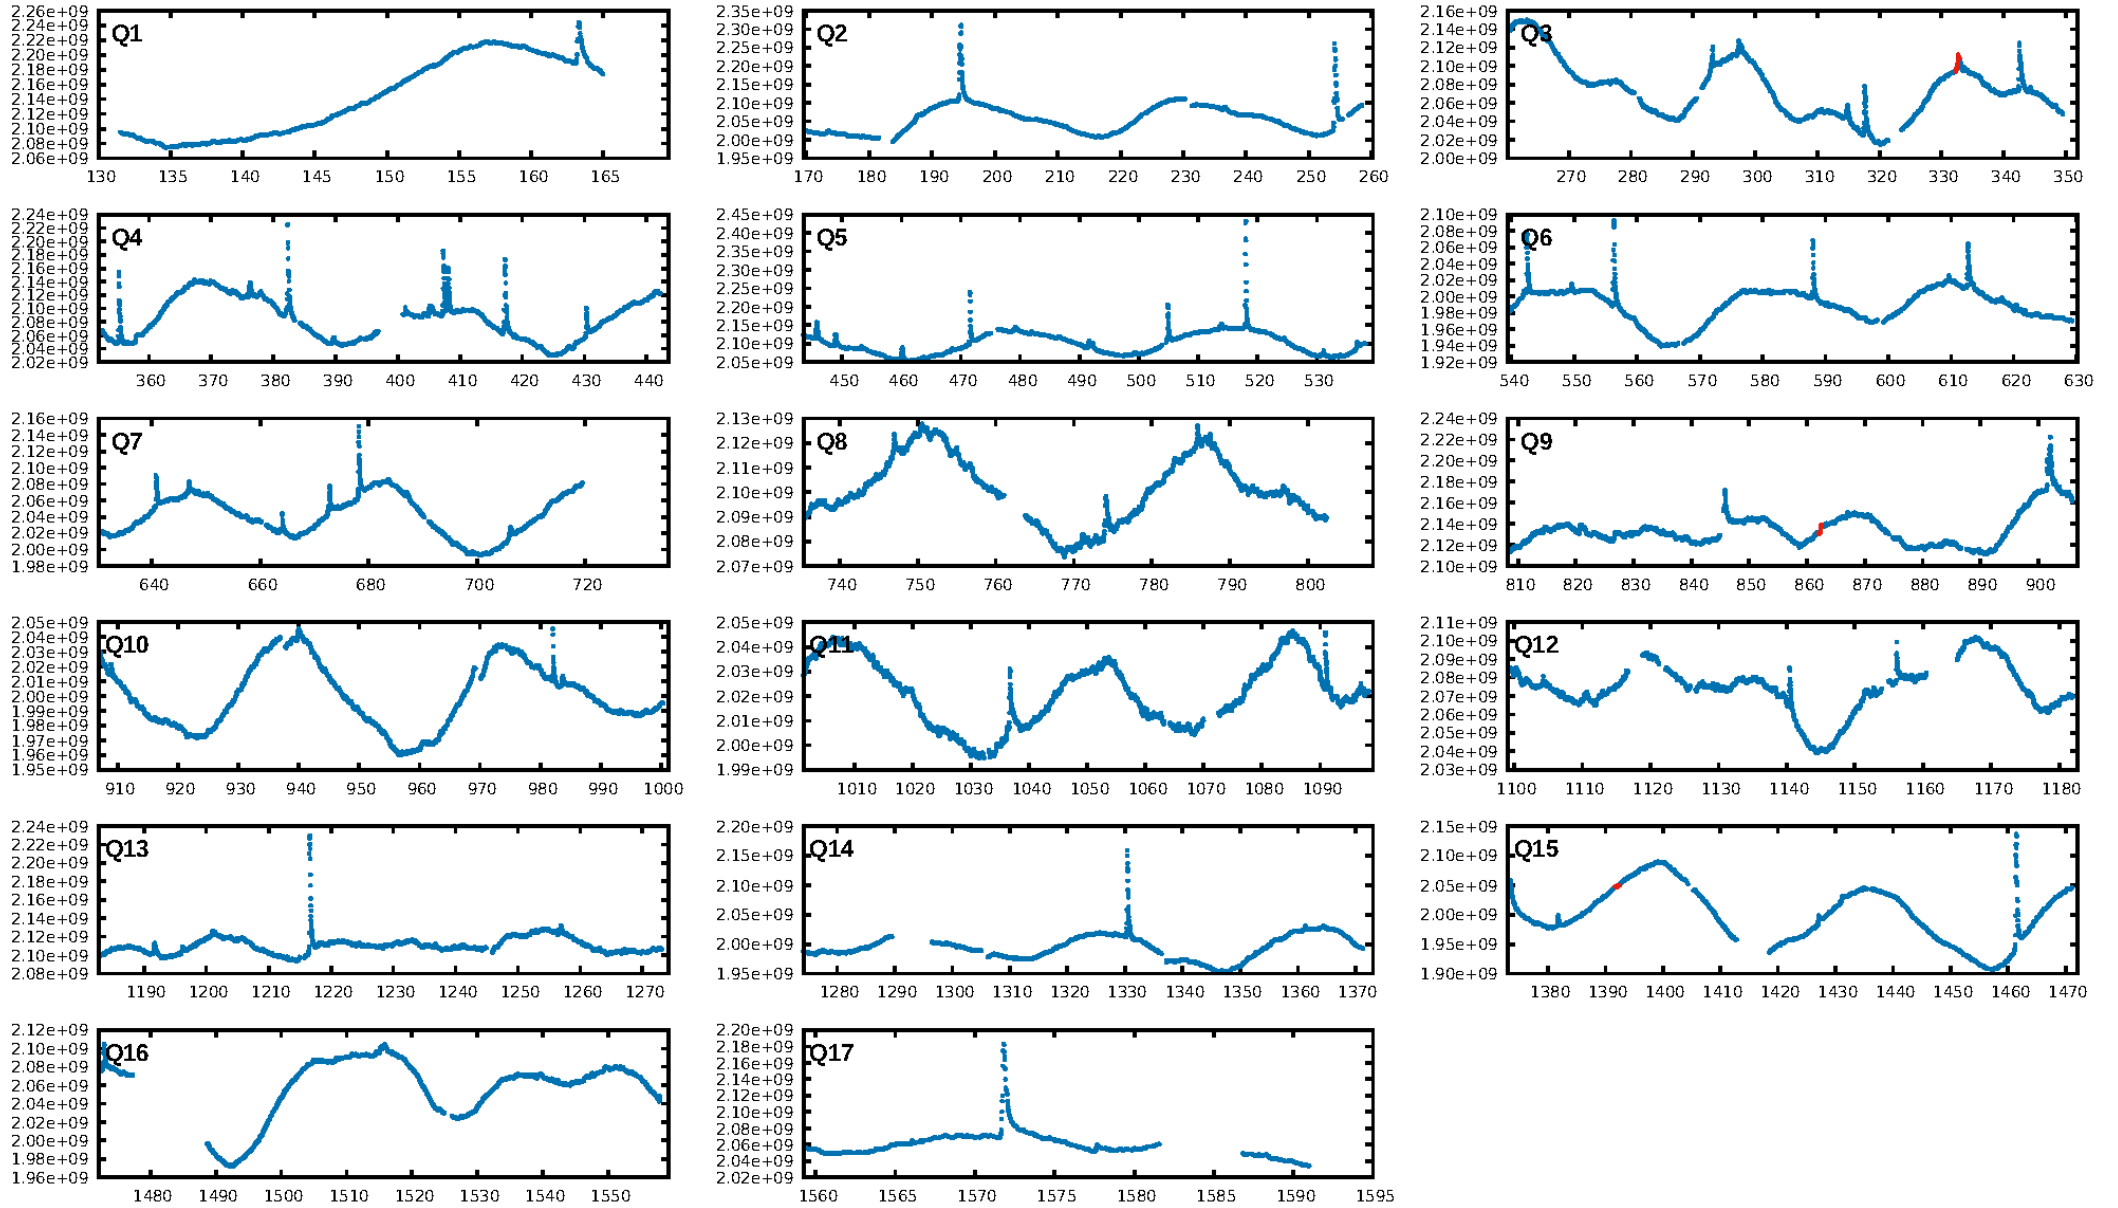 2.26e+09 2.24e+09 2.22e+09 2.20e+09 2.18e+09 2.16e+09 2.14e+09 2.12e+09 2.10e+09 2.08e+09 2.06e+09
Q1
130 135 140 145 150 155 160 165
2.35e+09 2.30e+09 2.25e+09 2.20e+09 2.15e+09 2.10e+09 2.05e+09 2.00e+09 1.95e+09
Q2
170 180 190 200 210 220 230 240 250 260
2.16e+09 2.14e+09 2.12e+09 2.10e+09 2.08e+09 2.06e+09 2.04e+09 2.02e+09 2.00e+09
Q3
270 280 290 300 310 320 330 340 350
2.24e+09 2.22e+09 2.20e+09 2.18e+09 2.16e+09 2.14e+09 2.12e+09 2.10e+09 2.08e+09 2.06e+09 2.04e+09 2.02e+09
Q4
360 370 380 390 400 410 420 430 440
2.45e+09 2.40e+09 2.35e+09 2.30e+09 2.25e+09 2.20e+09 2.15e+09 2.10e+09 2.05e+09
Q5
450 460 470 480 490 500 510 520 530
2.10e+09 2.08e+09 2.06e+09 2.04e+09 2.02e+09 2.00e+09 1.98e+09 1.96e+09 1.94e+09 1.92e+09
Q6
540 550 560 570 580 590 600 610 620 630
2.16e+09 2.14e+09 2.12e+09 2.10e+09 2.08e+09 2.06e+09 2.04e+09 2.02e+09 2.00e+09 1.98e+09
Q7
640 660 680 700 720
2.13e+09 2.12e+09 2.11e+09 2.10e+09 2.09e+09 2.08e+09 2.07e+09
Q8
740 750 760 770 780 790 800
2.24e+09 2.22e+09 2.20e+09 2.18e+09 2.16e+09 2.14e+09 2.12e+09 2.10e+09
Q9
810 820 830 840 850 860 870 880 890 900
2.05e+09 2.04e+09 2.03e+09 2.02e+09 2.01e+09 2.00e+09 1.99e+09 1.98e+09 1.97e+09 1.96e+09 1.95e+09
Q10
910 920 930 940 950 960 970 980 990 1000
2.05e+09 2.04e+09 2.03e+09 2.02e+09 2.01e+09 2.00e+09 1.99e+09
Q11
1010 1020 1030 1040 1050 1060 1070 1080 1090
2.11e+09 2.10e+09 2.09e+09 2.08e+09 2.07e+09 2.06e+09 2.05e+09 2.04e+09 2.03e+09
Q12
1100 1110 1120 1130 1140 1150 1160 1170 1180
2.24e+09 2.22e+09 2.20e+09 2.18e+09 2.16e+09 2.14e+09 2.12e+09 2.10e+09 2.08e+09
Q13
1190 1200 1210 1220 1230 1240 1250 1260 1270
2.20e+09 2.15e+09 2.10e+09 2.05e+09 2.00e+09 1.95e+09
Q14
1280 1290 1300 1310 1320 1330 1340 1350 1360 1370
2.15e+09 2.10e+09 2.05e+09 2.00e+09 1.95e+09 1.90e+09
Q15
1380 1390 1400 1410 1420 1430 1440 1450 1460 1470
2.12e+09 2.10e+09 2.08e+09 2.06e+09 2.04e+09 2.02e+09 2.00e+09 1.98e+09 1.96e+09
Q16
1480 1490 1500 1510 1520 1530 1540 1550
2.20e+09 2.18e+09 2.16e+09 2.14e+09 2.12e+09 2.10e+09 2.08e+09 2.06e+09 2.04e+09 2.02e+09
Q17
1560 1565 1570 1575 1580 1585 1590 1595